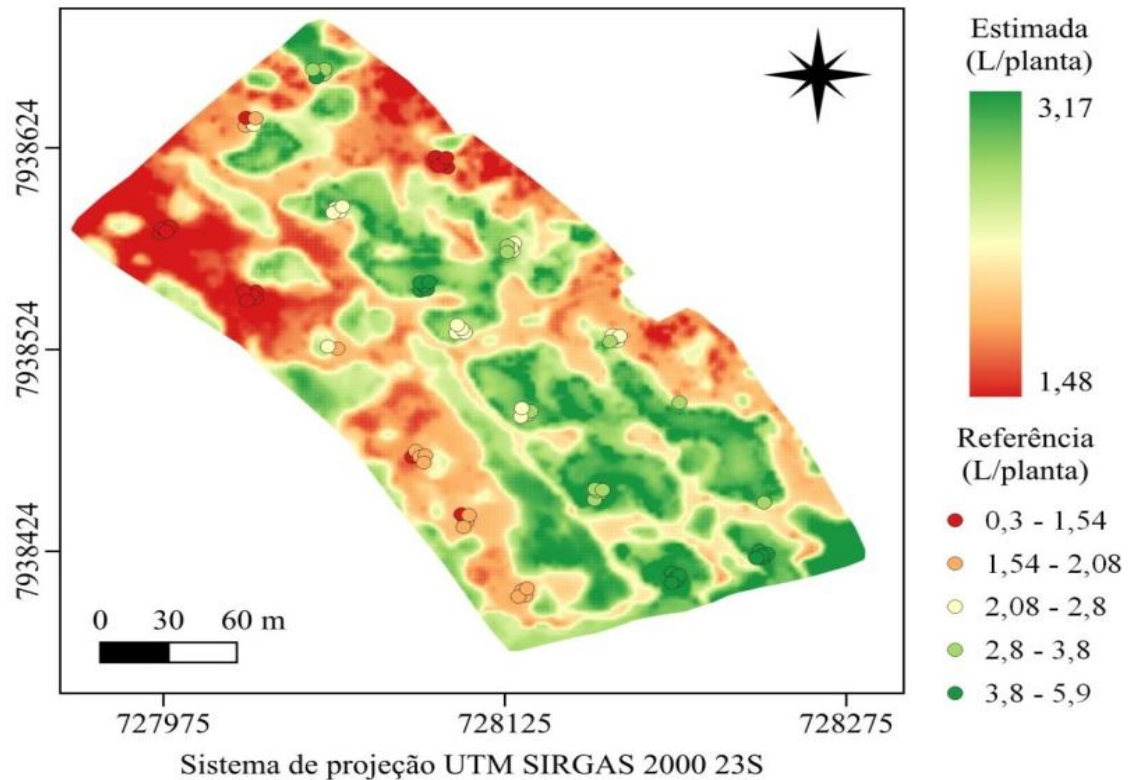 Estimada
(L/planta)
3,17
1,48
Referência
(L/planta)
0,3 - 1,54
1,54 - 2,08
2,08 - 2,8
2,8 - 3,8
3,8 - 5,9
7938624
7938524
7938424
0 30 60 m
727975 728125 728275
Sistema de projeção UTM SIRGAS 2000 23S